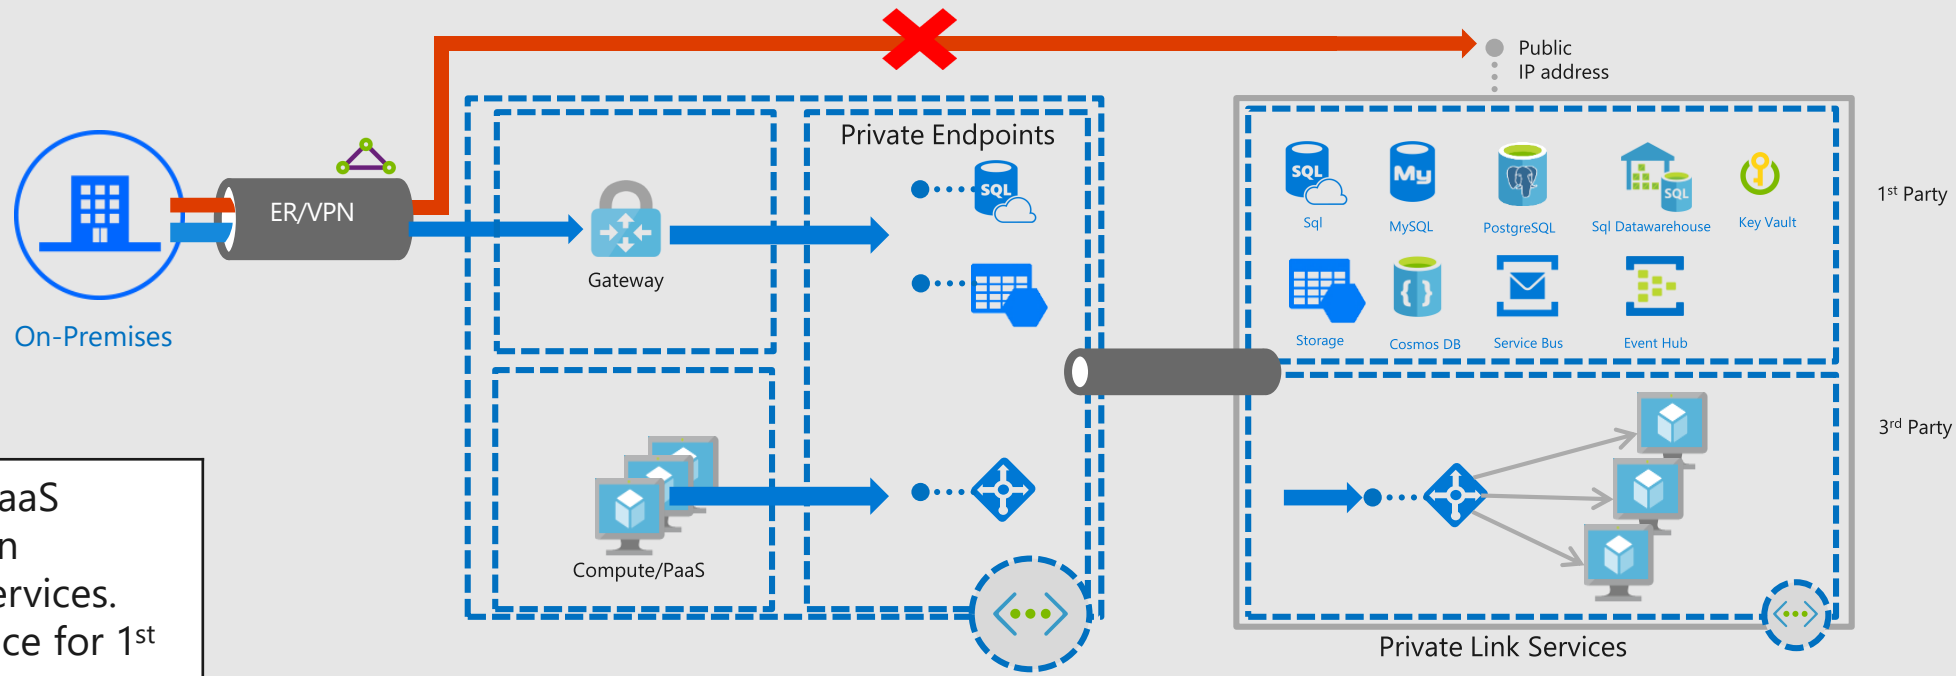 Public
IP address
Private Endpoints
ER/VPN
SQL
SQL
My
SQL
1st Party
Sql
MySQL
PostgreSQL
Sql Datawarehouse
Key Vault
Gateway
On-Premises
{ }
Storage
Cosmos DB
Service Bus
Event Hub
3rd Party
aaS
n
ervices.
ce for 1st
Compute/PaaS
Private Link Services